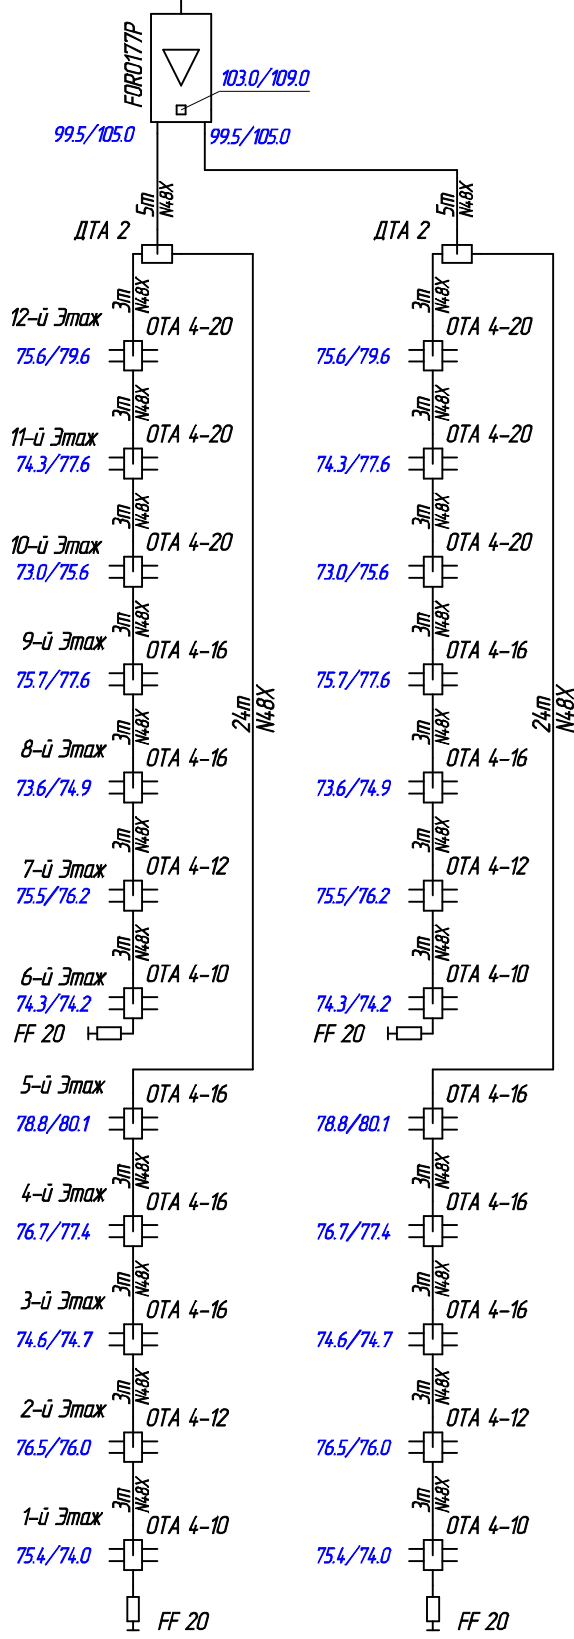 FORO177P
103.0/109.0
99.5/105.0
99.5/105.0
5m
N48X
5m
N48X
ДТА 2
ДТА 2
3m
N48X
3m
N48X
12-й Этаж
ОТА 4-20
ОТА 4-20
75.6/79.6
75.6/79.6
3m
N48X
3m
N48X
11-й Этаж
ОТА 4-20
ОТА 4-20
74.3/77.6
74.3/77.6
3m
N48X
3m
N48X
10-й Этаж
ОТА 4-20
ОТА 4-20
73.0/75.6
73.0/75.6
3m
N48X
3m
N48X
9-й Этаж
ОТА 4-16
ОТА 4-16
75.7/77.6
75.7/77.6
24m
N48X
24m
N48X
3m
N48X
3m
N48X
8-й Этаж
ОТА 4-16
ОТА 4-16
73.6/74.9
73.6/74.9
3m
N48X
3m
N48X
7-й Этаж
ОТА 4-12
ОТА 4-12
75.5/76.2
75.5/76.2
3m
N48X
3m
N48X
6-й Этаж
ОТА 4-10
ОТА 4-10
74.3/74.2
74.3/74.2
FF 20
FF 20
5-й Этаж
ОТА 4-16
ОТА 4-16
78.8/80.1
78.8/80.1
3m
N48X
3m
N48X
4-й Этаж
ОТА 4-16
ОТА 4-16
76.7/77.4
76.7/77.4
3m
N48X
3m
N48X
3-й Этаж
ОТА 4-16
ОТА 4-16
74.6/74.7
74.6/74.7
3m
N48X
3m
N48X
2-й Этаж
ОТА 4-12
ОТА 4-12
76.5/76.0
76.5/76.0
3m
N48X
3m
N48X
1-й Этаж
ОТА 4-10
ОТА 4-10
75.4/74.0
75.4/74.0
FF 20
FF 20